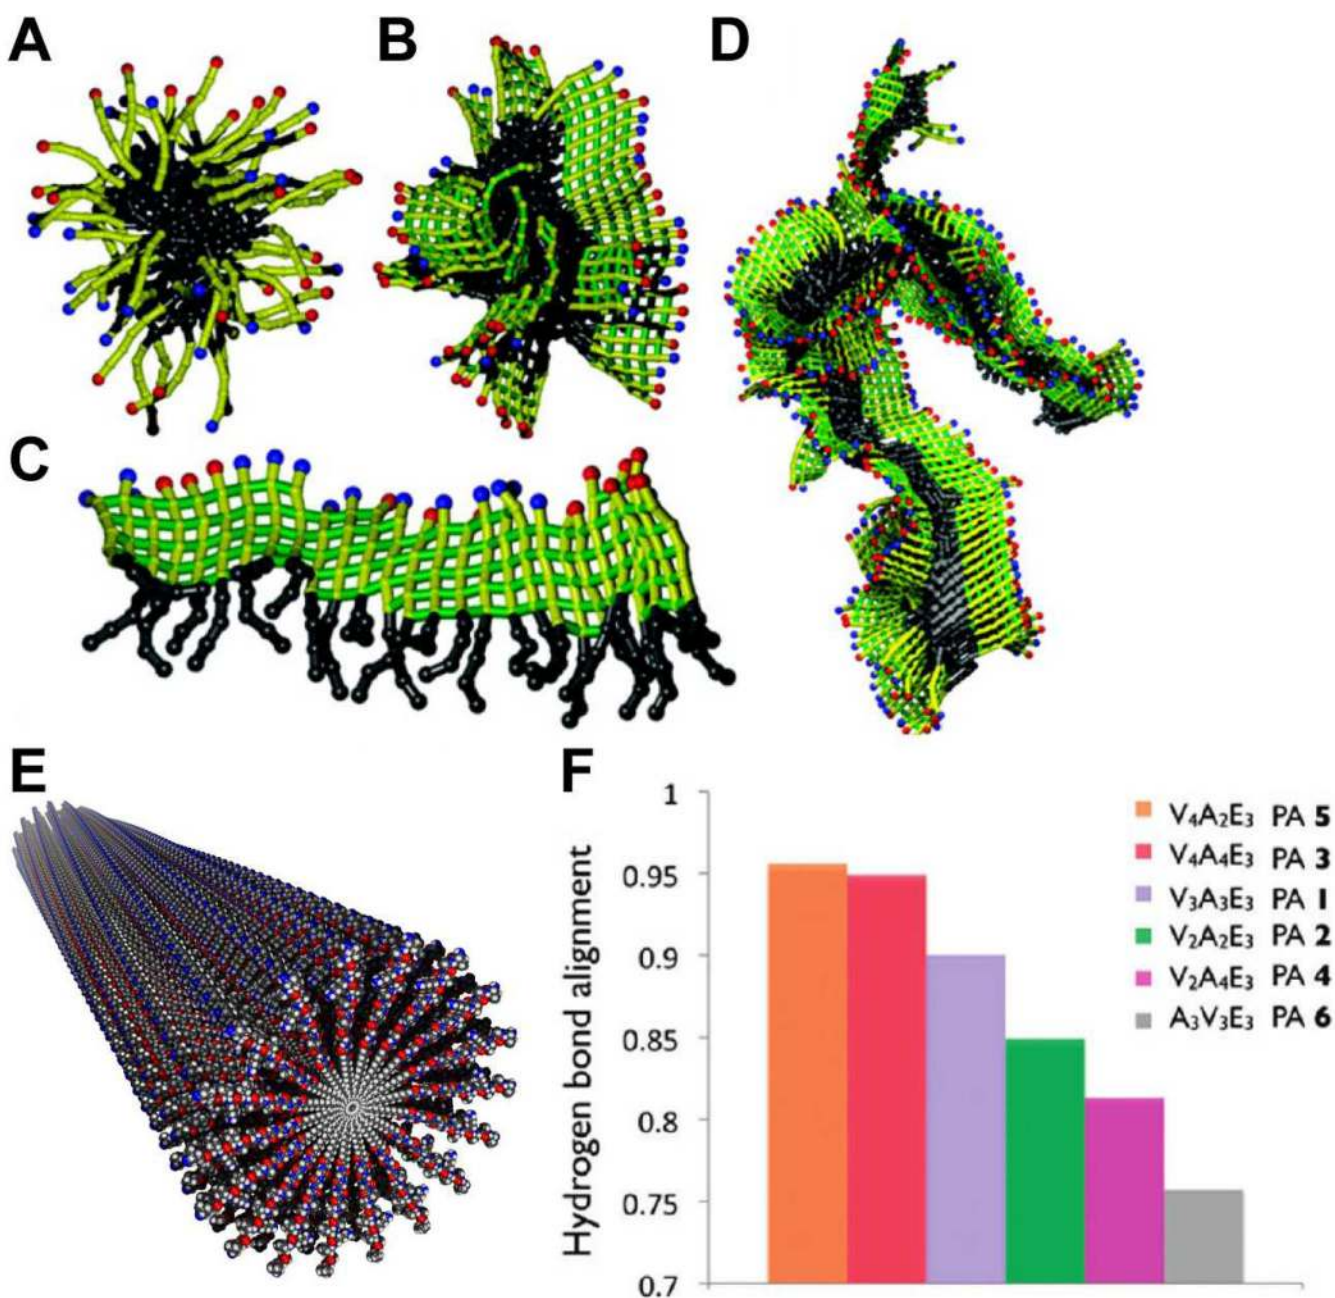 A
B
D
C
E
F
Hydrogen bond alignment
1
0.95
0.9
0.85
0.8
0.75
0.7
V₄A₂E₃ PA 5
V₄A₄E₃ PA 3
V₃A₃E₃ PA 1
V₂A₂E₃ PA 2
V₂A₄E₃ PA 4
A₃V₃E₃ PA 6